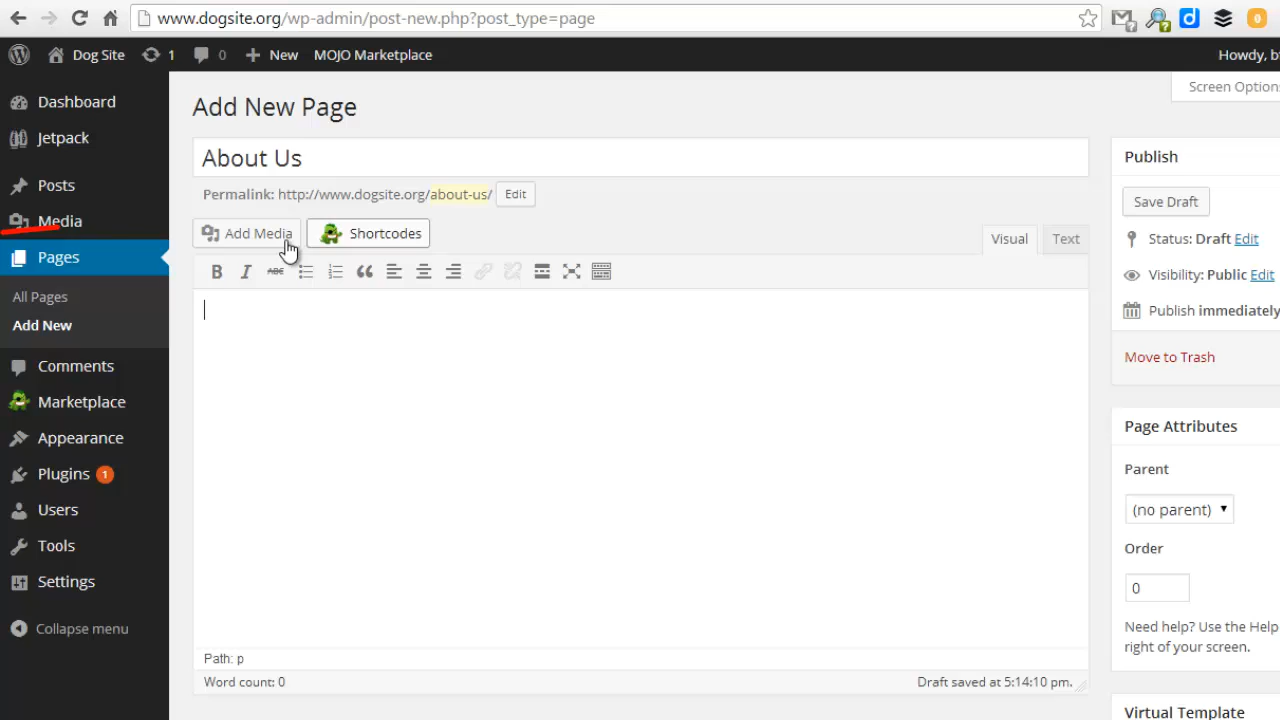 www.dogsite.org/wp-admin/post-new.php?post_type=page
Dog Site 1 0 New MOJO Marketplace Howdy, b
Dashboard
Jetpack
Posts
Media
Pages
All Pages
Add New
Comments
Marketplace
Appearance
Plugins 1
Users
Tools
Settings
Collapse menu
Screen Option
Add New Page
About Us
Permalink: http://www.dogsite.org/about-us/ Edit
Add Media Shortcodes
Visual Text
B I ABC
Path: p
Word count: 0 Draft saved at 5:14:10 pm.
Publish
Save Draft
Status: Draft Edit
Visibility: Public Edit
Publish immediately
Move to Trash
Page Attributes
Parent
(no parent)
Order
0
Need help? Use the Help
right of your screen.
Virtual Template